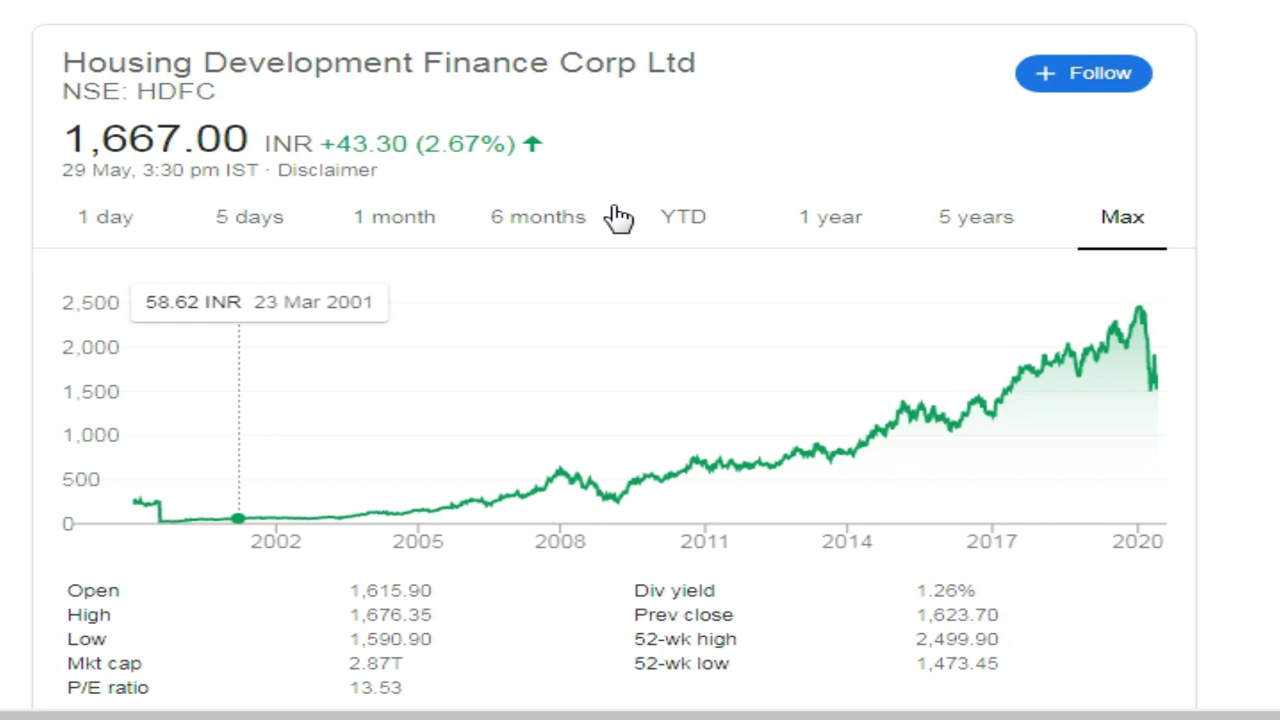 Housing Development Finance Corp Ltd
NSE: HDFC
+ Follow
1,667.00 INR +43.30 (2.67%)
29 May, 3:30 pm IST · Disclaimer
1 day 5 days 1 month 6 months YTD 1 year 5 years Max
58.62 INR 23 Mar 2001
2,500
2,000
1,500
1,000
500
0
2002 2005 2008 2011 2014 2017 2020
Open 1,615.90 Div yield 1.26%
High 1,676.35 Prev close 1,623.70
Low 1,590.90 52-wk high 2,499.90
Mkt cap 2.87T 52-wk low 1,473.45
P/E ratio 13.53